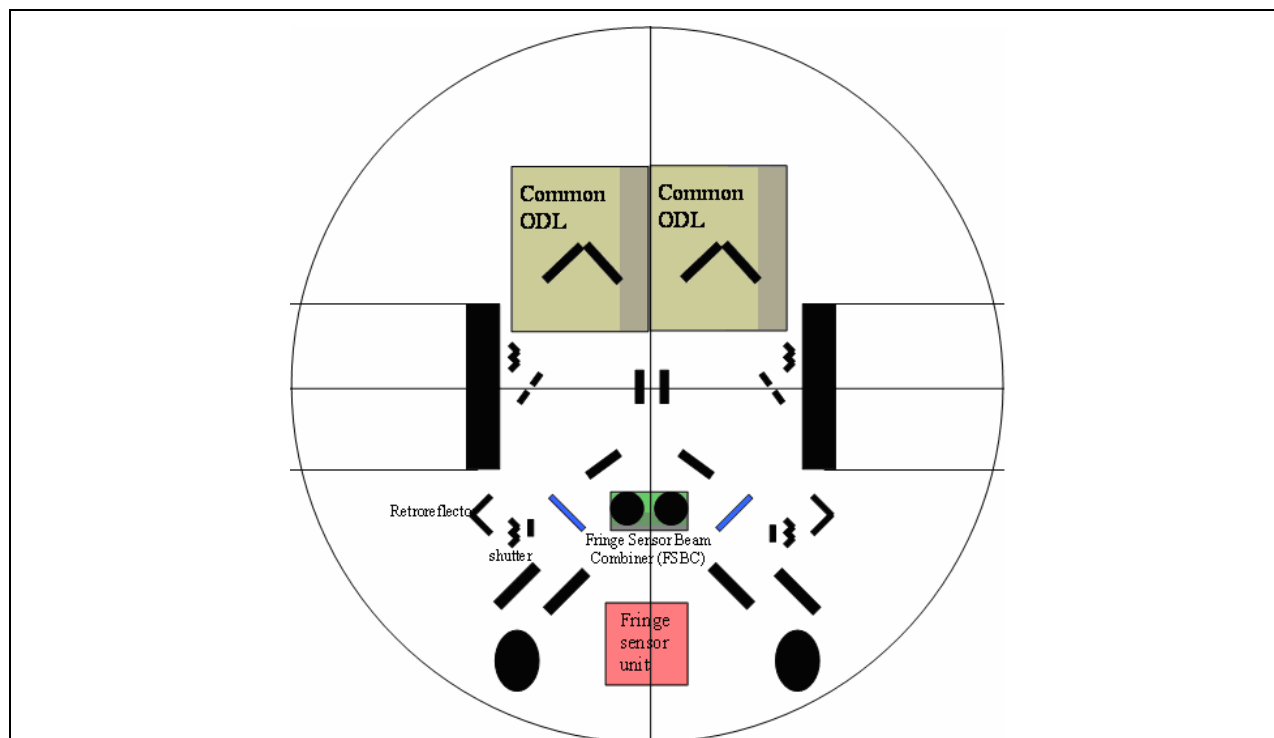 Common
ODL
Common
ODL
Retroreflecto
shutter
Fringe Sensor Beam
Combiner (FSBC)
Fringe
sensor
unit